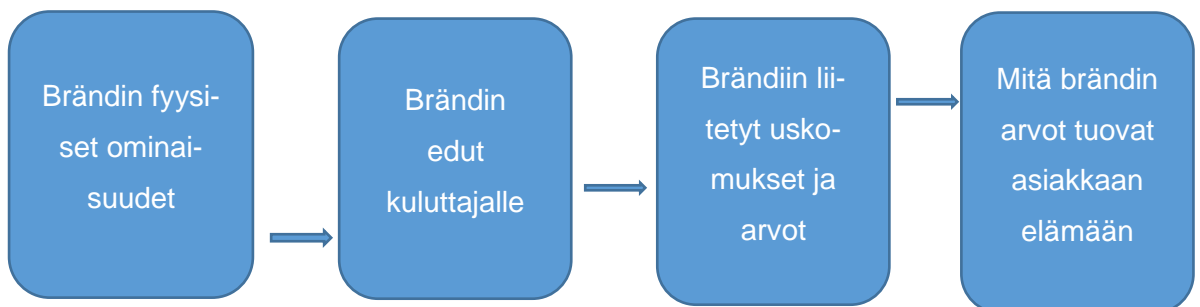 Brändin fyysi-
set ominai-
suudet
Brändin
edut
kuluttajalle
Brändiin lii-
tetyt usko-
mukset ja
arvot
Mitä brändin
arvot tuovat
asiakkaan
elämään